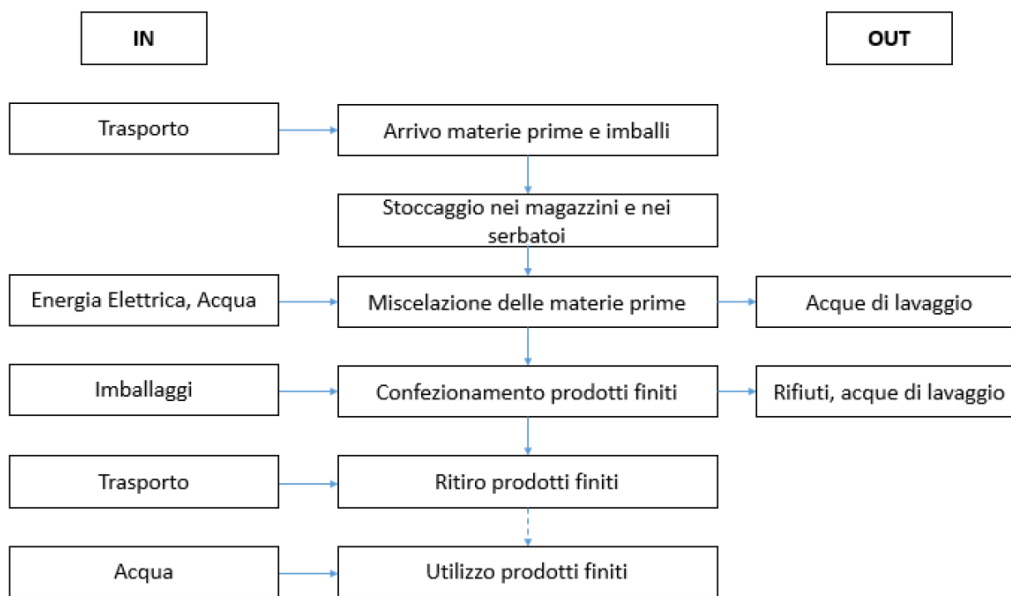 IN
OUT
Trasporto
Arrivo materie prime e imballi
Stoccaggio nei magazzini e nei
serbatoi
Energia Elettrica, Acqua
Miscelazione delle materie prime
Acque di lavaggio
Imballaggi
Confezionamento prodotti finiti
Rifiuti, acque di lavaggio
Trasporto
Ritiro prodotti finiti
Acqua
Utilizzo prodotti finiti